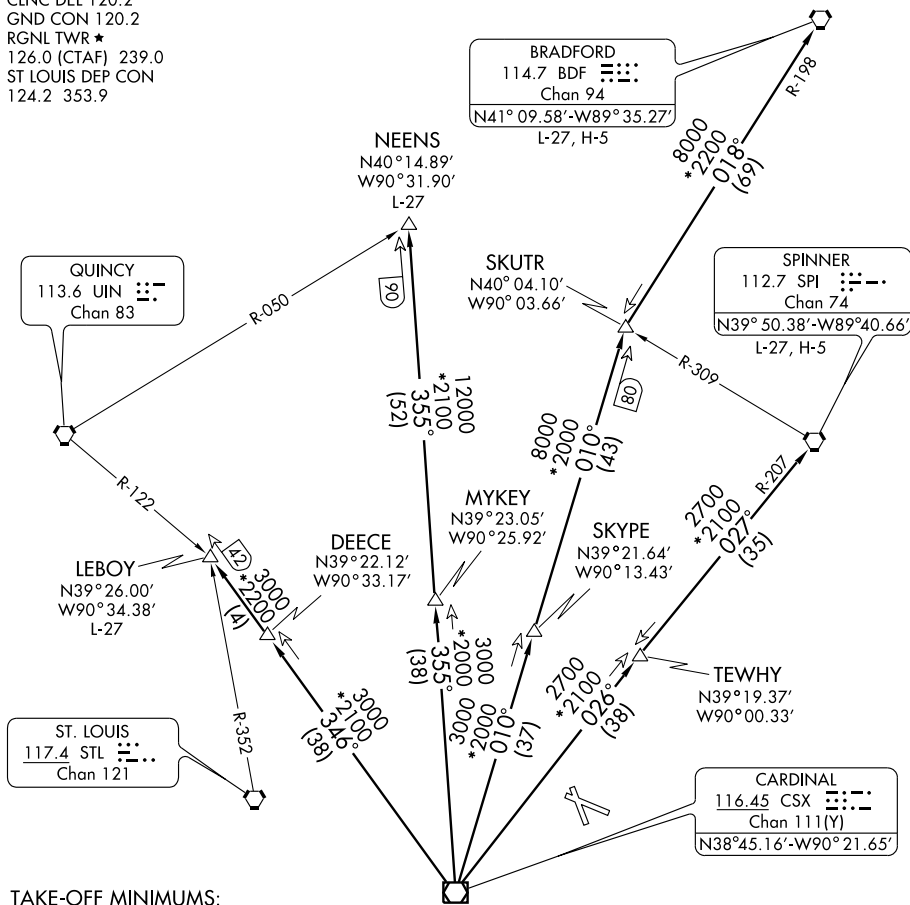 CLNC DEL 120.2
GND CON 120.2
RGNL TWR ★
126.0 (CTAF) 239.0
ST LOUIS DEP CON
124.2 353.9
BRADFORD
114.7 BDF
Chan 94
N41° 09.58'-W89° 35.27'
L-27, H-5
R-198
8000
*2200
018°
(69)
NEENS
N40°14.89'
W90°31.90'
L-27
QUINCY
113.6 UIN
Chan 83
R-050
90
SKUTR
N40° 04.10'
W90° 03.66'
SPINNER
112.7 SPI
Chan 74
N39° 50.38'-W89°40.66'
L-27, H-5
R-309
80
12000
*2100
355°
(52)
8000
*2000
010°
(43)
R-207
R-122
MYKEY
N39°23.05'
W90°25.92'
SKYPE
N39°21.64'
W90°13.43'
2700
*2100
027°
(35)
DEECE
N39°22.12'
W90°33.17'
LEBOY
N39°26.00'
W90°34.38'
L-27
42
3000
*2200
(4)
3000
*2100
346°
(38)
3000
*2000
355°
(38)
3000
*2000
010°
(37)
2700
*2100
026°
(38)
TEWHY
N39°19.37'
W90°00.33'
R-352
ST. LOUIS
117.4 STL
Chan 121
CARDINAL
116.45 CSX
Chan 111(Y)
N38°45.16'-W90°21.65'
TAKE-OFF MINIMUMS: